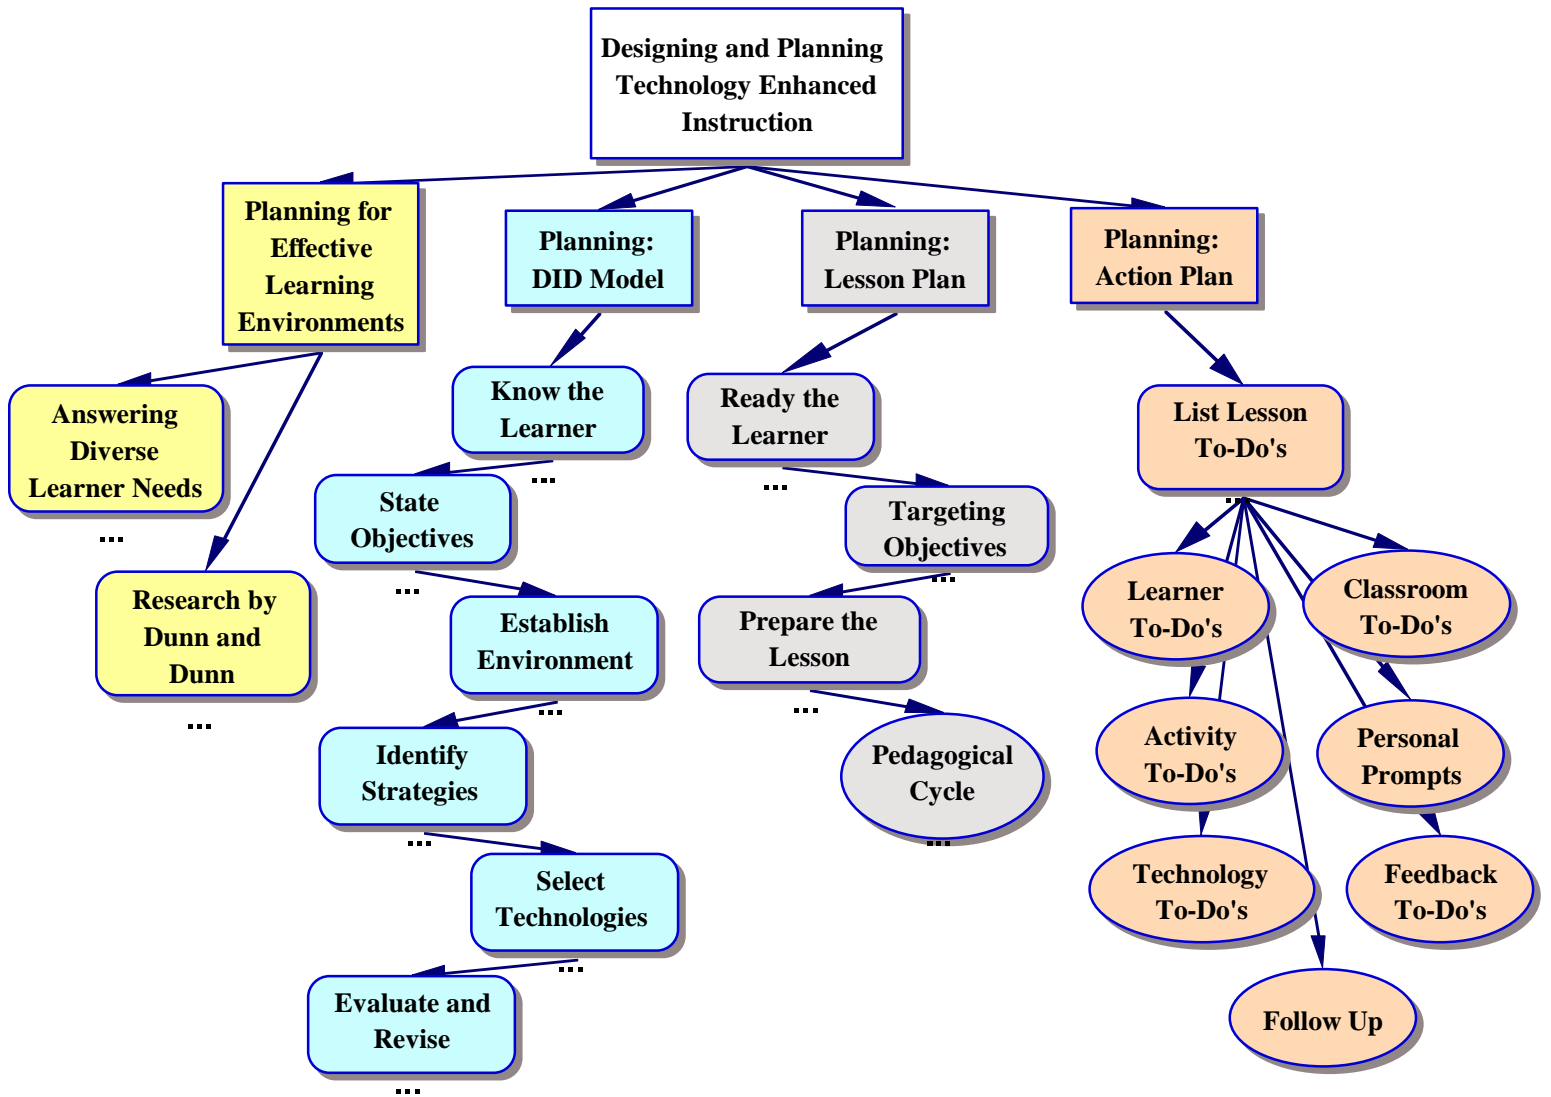 Designing and Planning
Technology Enhanced
Instruction
Planning for
Effective
Learning
Environments
Planning:
DID Model
Planning:
Lesson Plan
Planning:
Action Plan
Answering
Diverse
Learner Needs
...
Research by
Dunn and
Dunn
...
Know the
Learner
...
State
Objectives
...
Establish
Environment
...
Identify
Strategies
...
Select
Technologies
...
Evaluate and
Revise
...
Ready the
Learner
...
Targeting
Objectives
...
Prepare the
Lesson
...
Pedagogical
Cycle
...
List Lesson
To-Do's
...
Learner
To-Do's
Classroom
To-Do's
Activity
To-Do's
Personal
Prompts
Technology
To-Do's
Feedback
To-Do's
Follow Up